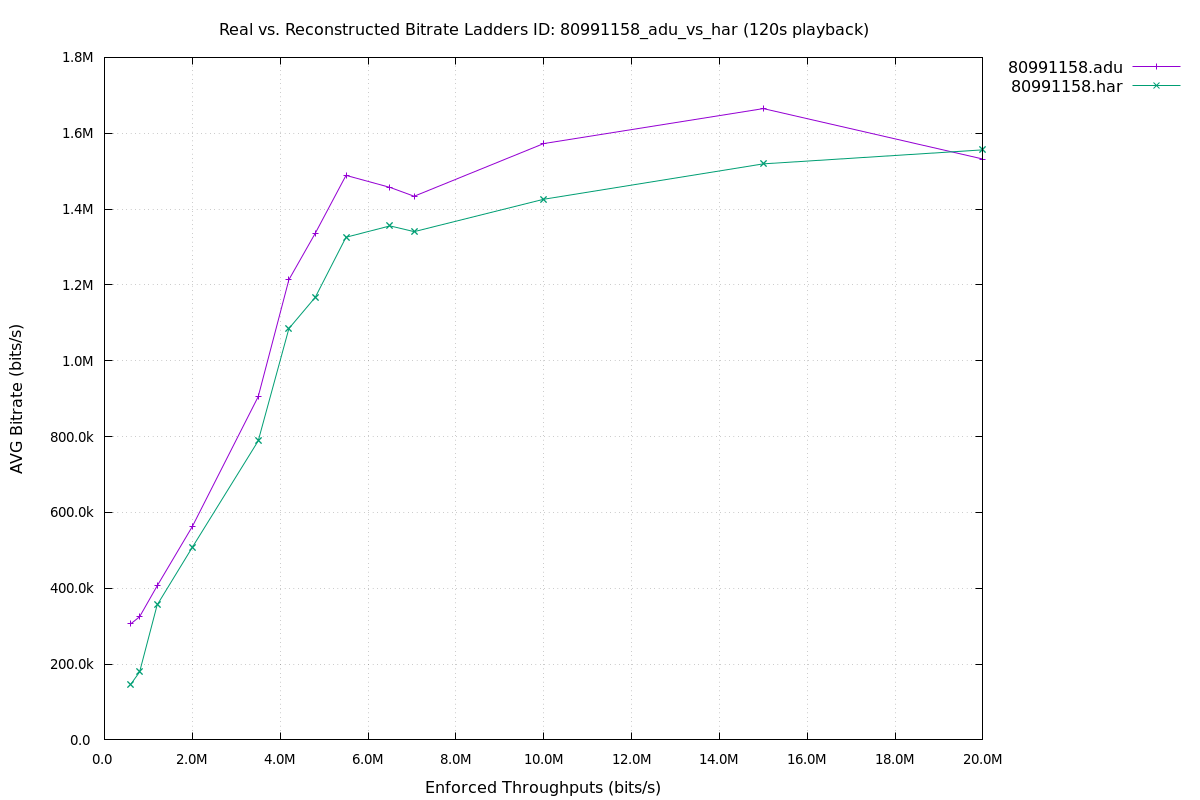 Real vs. Reconstructed Bitrate Ladders ID: 80991158_adu_vs_har (120s playback)
80991158.adu
80991158.har
1.8M
1.6M
1.4M
1.2M
1.0M
800.0k
600.0k
400.0k
200.0k
0.0
AVG Bitrate (bits/s)
0.0 2.0M 4.0M 6.0M 8.0M 10.0M 12.0M 14.0M 16.0M 18.0M 20.0M
Enforced Throughputs (bits/s)